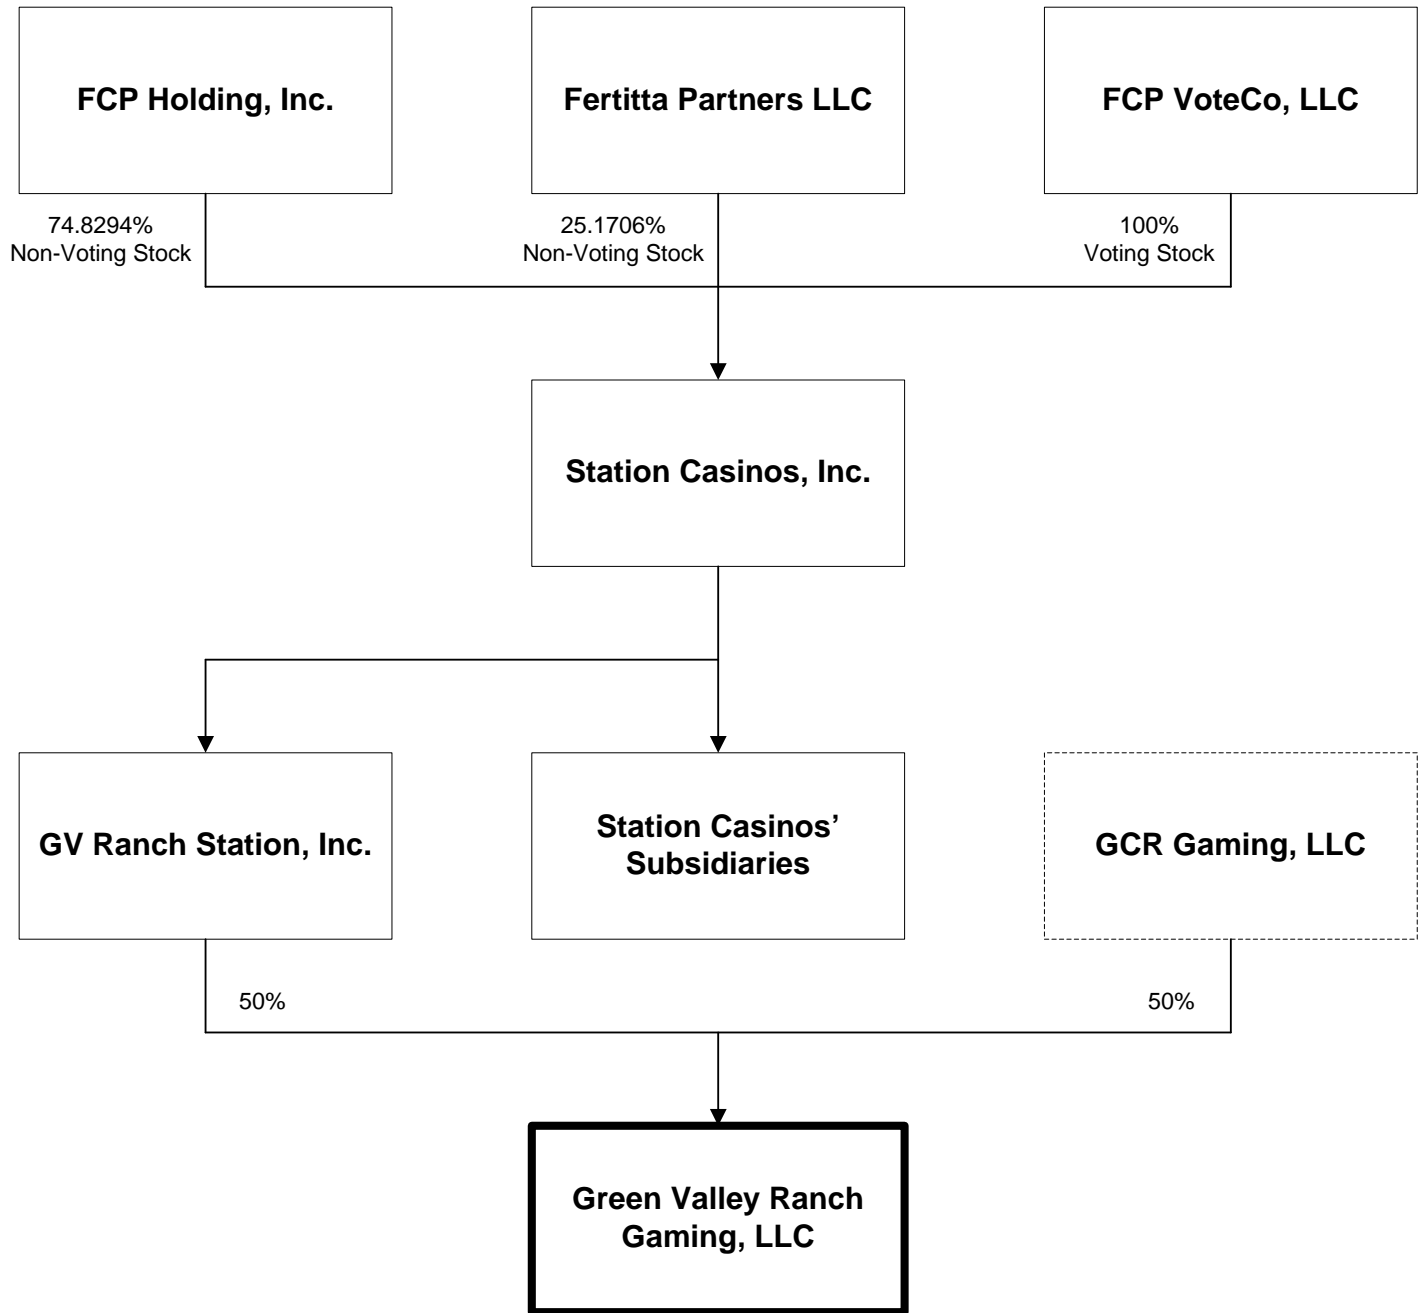 FCP Holding, Inc.
Fertitta Partners LLC
FCP VoteCo, LLC
74.8294%
Non-Voting Stock
25.1706%
Non-Voting Stock
100%
Voting Stock
Station Casinos, Inc.
GV Ranch Station, Inc.
Station Casinos’
Subsidiaries
GCR Gaming, LLC
50%
50%
Green Valley Ranch
Gaming, LLC